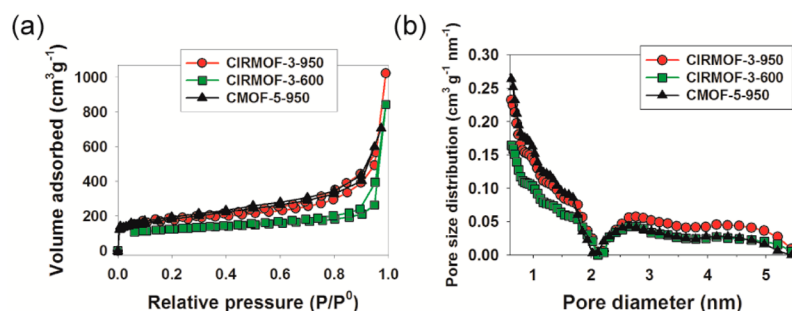 (a)
CIRMOF-3-950
CIRMOF-3-600
CMOF-5-950
Volume adsorbed (cm³g⁻¹)
1000
800
600
400
200
0
0.0 0.2 0.4 0.6 0.8 1.0
Relative pressure (P/P⁰)
(b)
CIRMOF-3-950
CIRMOF-3-600
CMOF-5-950
Pore size distribution (cm³ g⁻¹ nm⁻¹)
0.30
0.25
0.20
0.15
0.10
0.05
0.00
1 2 3 4 5
Pore diameter (nm)